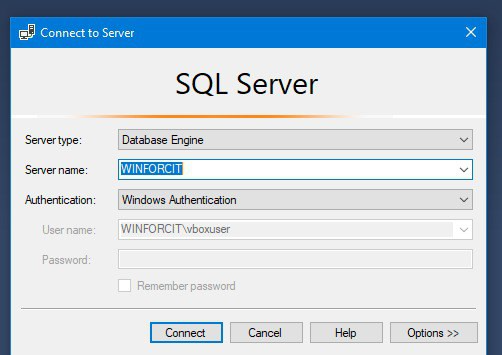 Connect to Server
SQL Server
Server type: Database Engine
Server name: WINFORCIT
Authentication: Windows Authentication
User name: WINFORCIT\vboxuser
Password:
Remember password
Connect Cancel Help Options >>